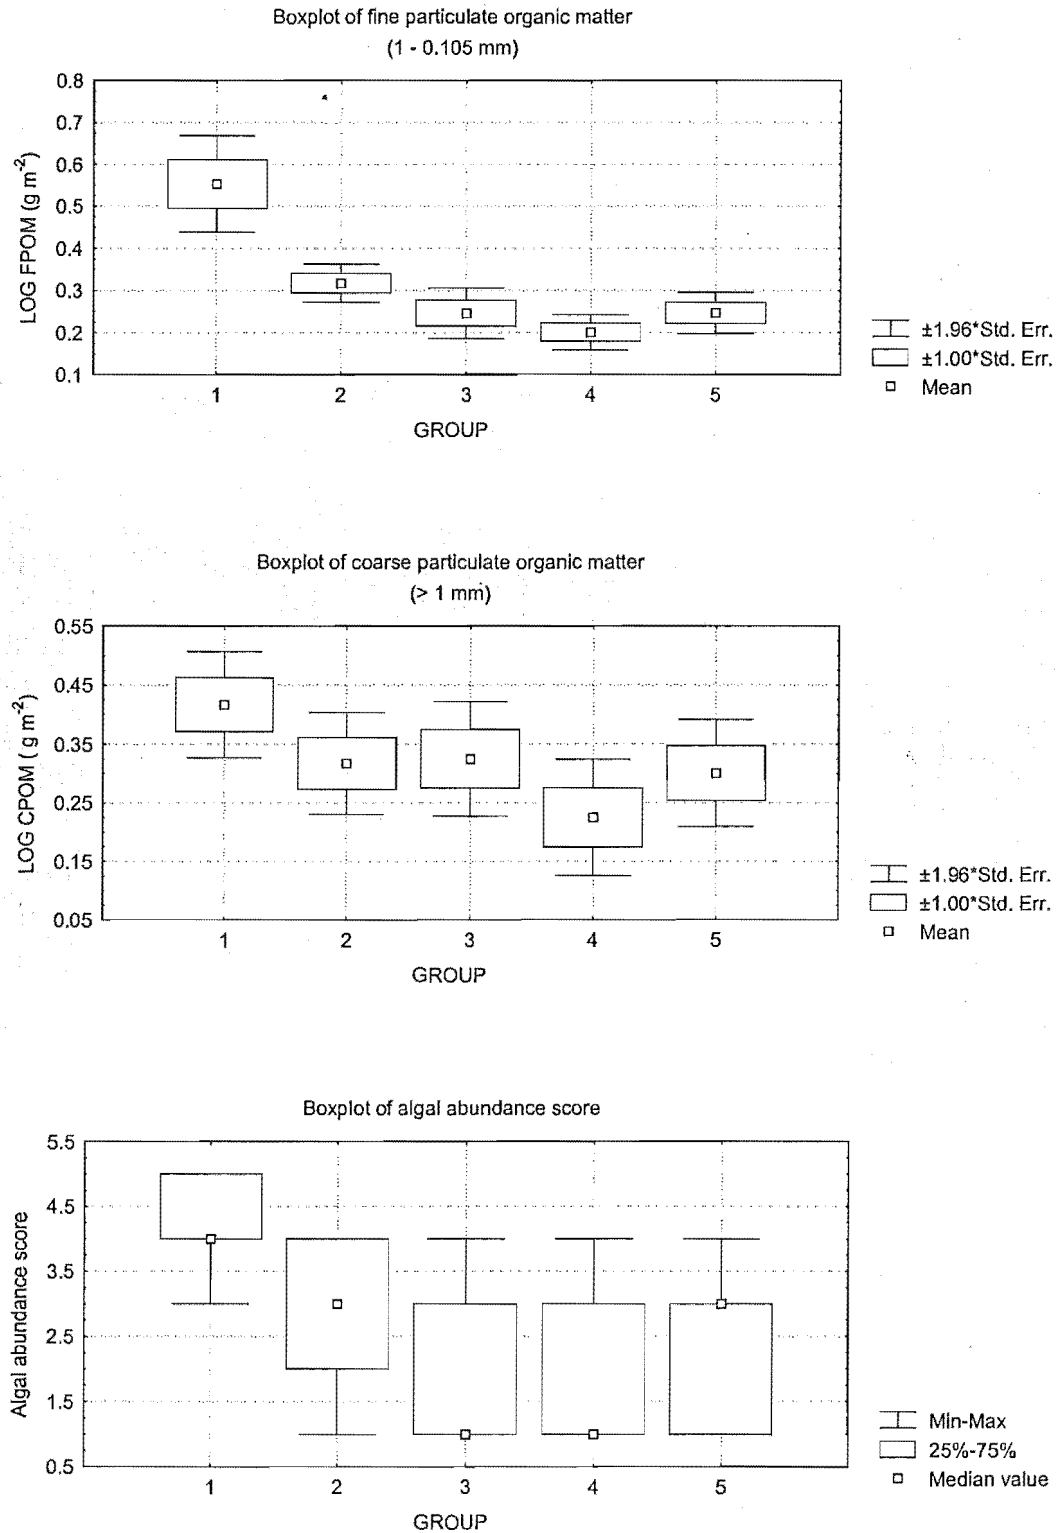 Boxplot of fine particulate organic matter
(1 - 0.105 mm)
0.8
0.7
0.6
0.5
0.4
0.3
0.2
0.1
LOG FPOM (g m-2)
1 2 3 4 5
GROUP
±1.96*Std. Err.
±1.00*Std. Err.
Mean
Boxplot of coarse particulate organic matter
(> 1 mm)
0.55
0.45
0.35
0.25
0.15
0.05
LOG CPOM ( g m-2)
1 2 3 4 5
GROUP
±1.96*Std. Err.
±1.00*Std. Err.
Mean
Boxplot of algal abundance score
5.5
4.5
3.5
2.5
1.5
0.5
Algal abundance score
1 2 3 4 5
GROUP
Min-Max
25%-75%
Median value